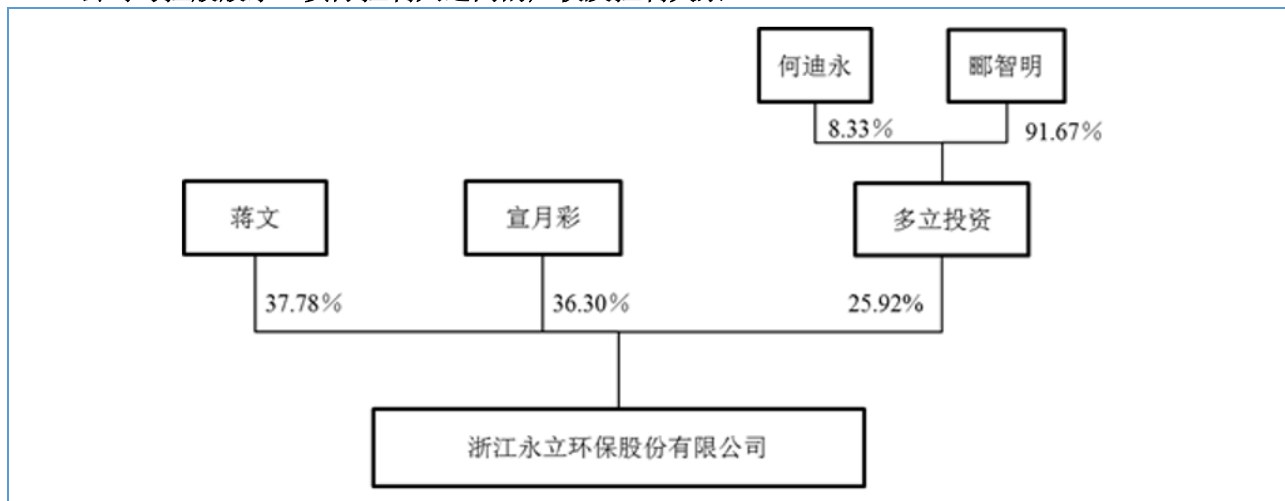 何迪永
郦智明
8.33%
91.67%
蒋文
宣月彩
多立投资
37.78%
36.30%
25.92%
浙江永立环保股份有限公司